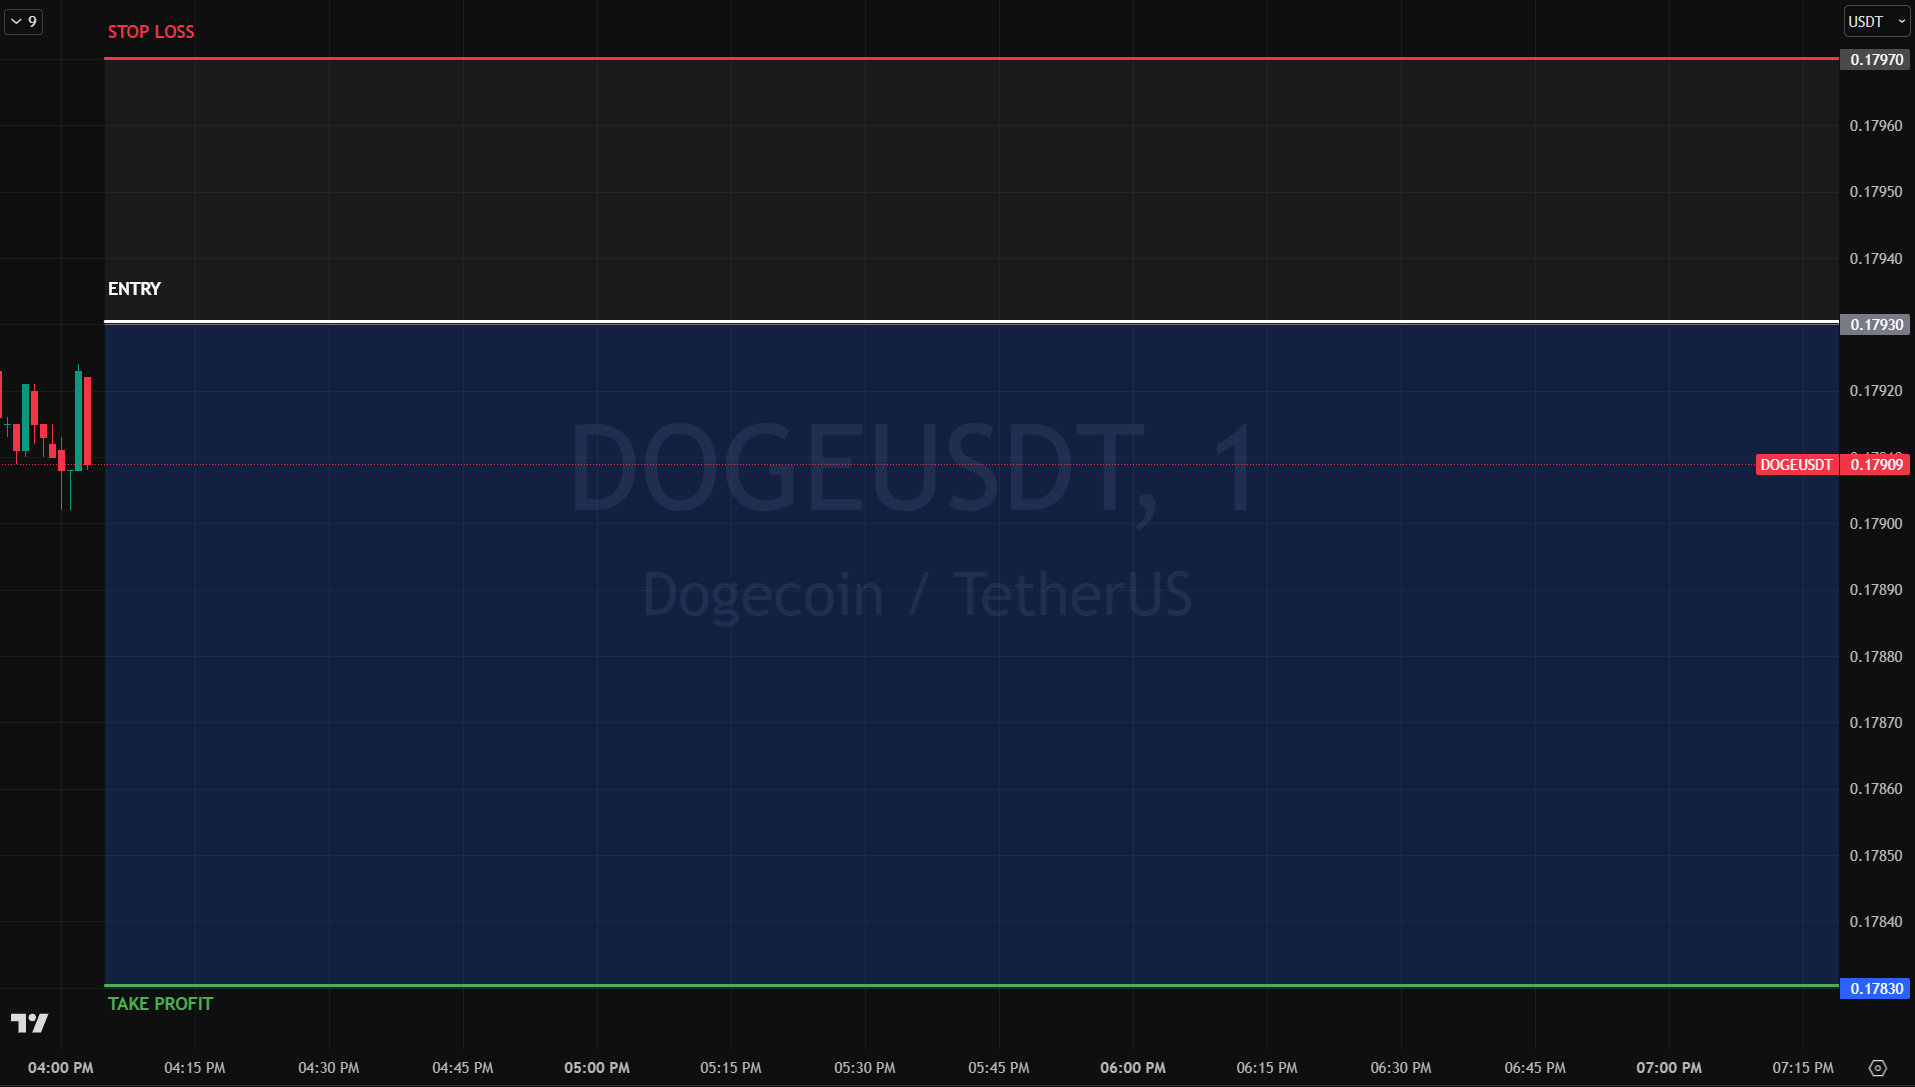 9
USDT
STOP LOSS
0.17970
0.17960
0.17950
0.17940
ENTRY
0.17930
0.17920
DOGEUSDT, 1
DOGEUSDT 0.17909
0.17900
Dogecoin / TetherUS
0.17890
0.17880
0.17870
0.17860
0.17850
0.17840
0.17830
TAKE PROFIT
04:00 PM 04:15 PM 04:30 PM 04:45 PM 05:00 PM 05:15 PM 05:30 PM 05:45 PM 06:00 PM 06:15 PM 06:30 PM 06:45 PM 07:00 PM 07:15 PM